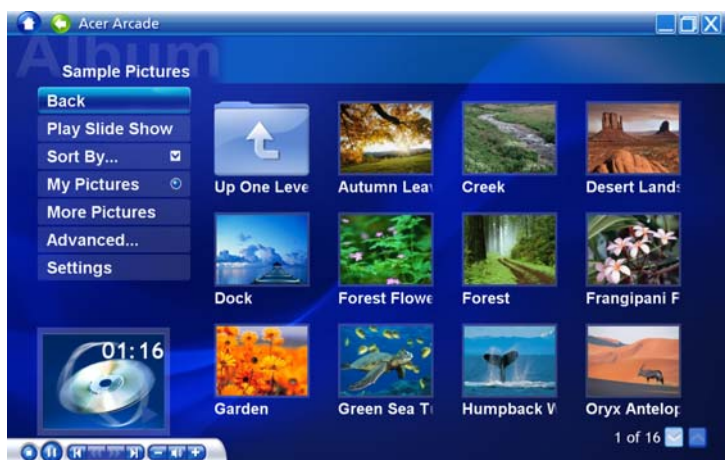 Acer Arcade
Album
Sample Pictures
Back
Play Slide Show
Sort By...
My Pictures
More Pictures
Advanced...
Settings
Up One Leve
Autumn Lea
Creek
Desert Lands
Dock
Forest Flowe
Forest
Frangipani F
Garden
Green Sea T
Humpback W
Oryx Antelop
01:16
1 of 16